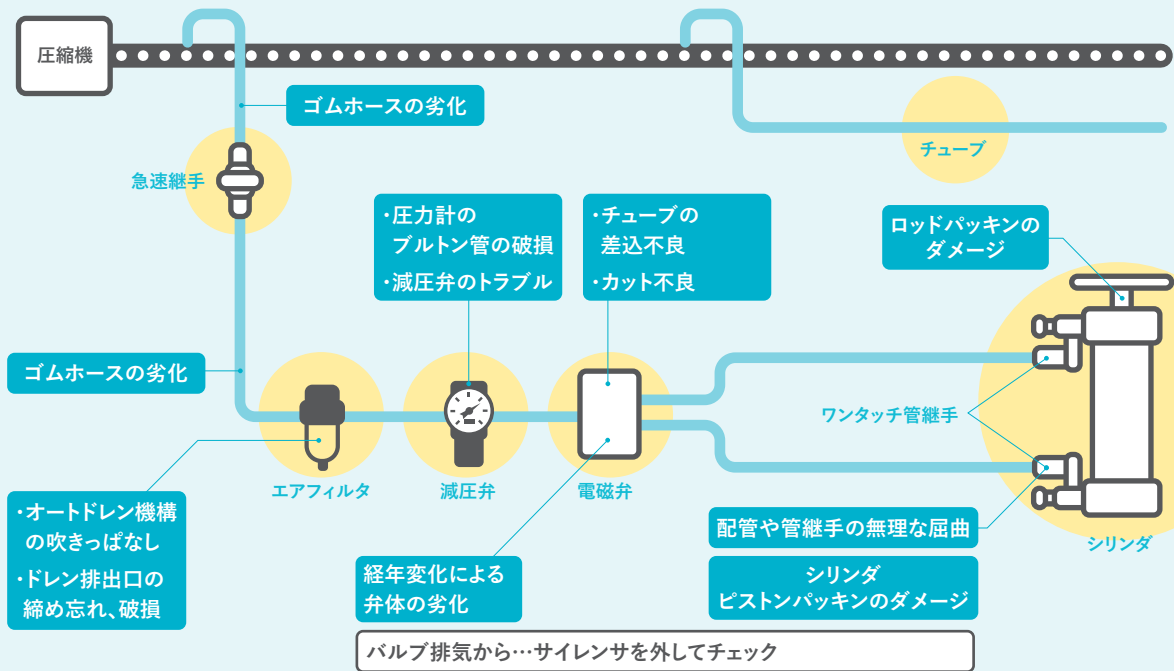 圧縮機
ゴムホースの劣化
急速継手
チューブ
・圧力計の
ブルトン管の破損
・減圧弁のトラブル
・チューブの
差込不良
・カット不良
ロッドパッキンの
ダメージ
ゴムホースの劣化
ワンタッチ管継手
エアフィルタ
減圧弁
電磁弁
シリンダ
・オートドレン機構
の吹きっぱなし
・ドレン排出口の
締め忘れ、破損
経年変化による
弁体の劣化
配管や管継手の無理な屈曲
シリンダ
ピストンパッキンのダメージ
バルブ排気から…サイレンサを外してチェック